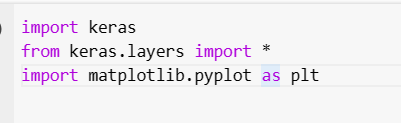 import keras
from keras.layers import *
import matplotlib.pyplot as plt